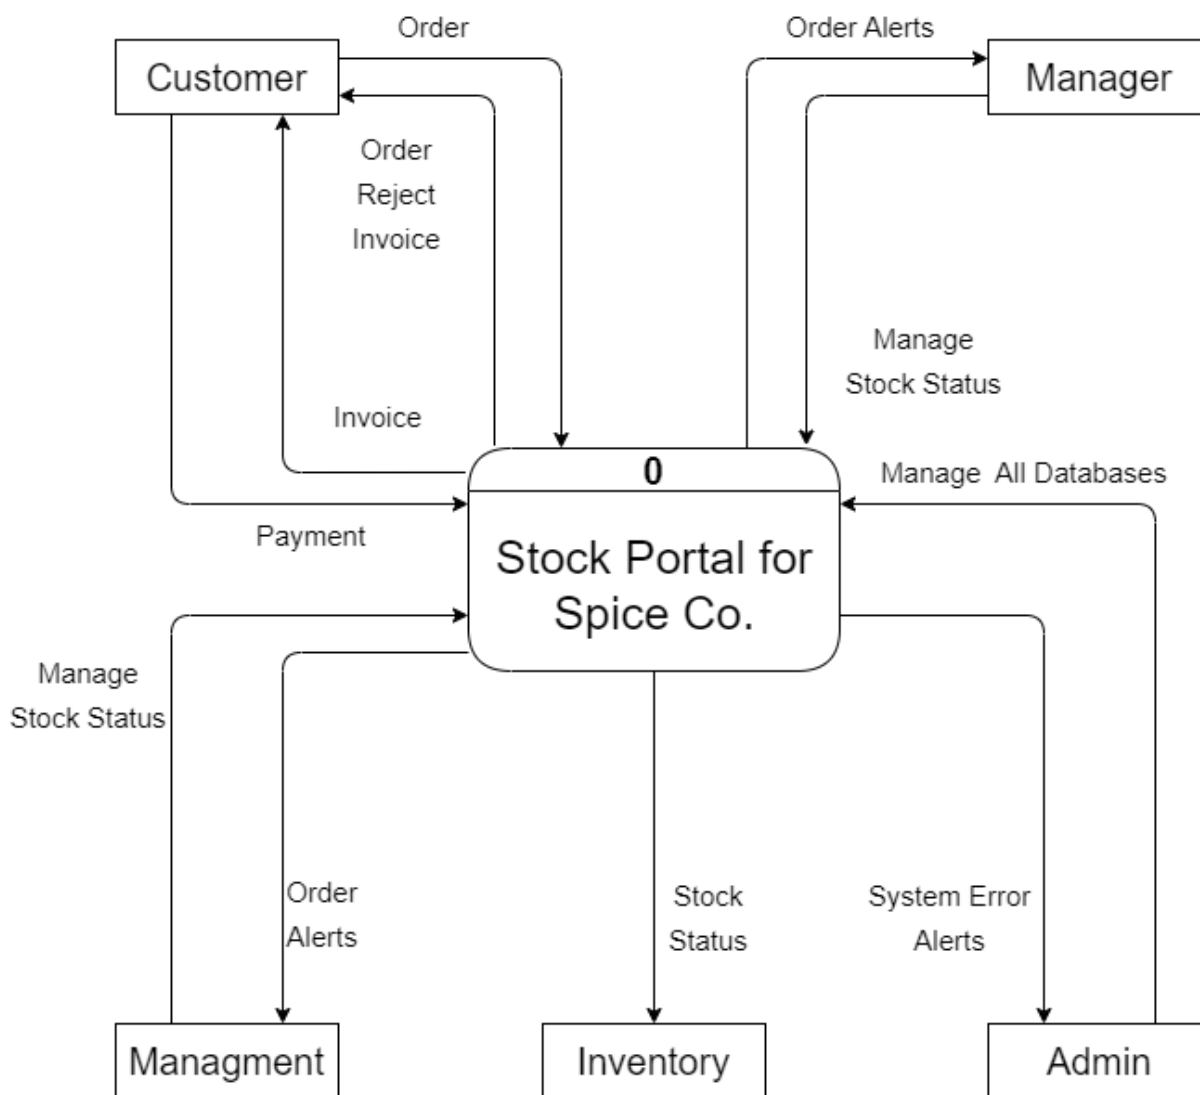 Order
Order Alerts
Customer
Manager
Order
Reject
Invoice
Manage
Stock Status
Invoice
0
Manage All Databases
Payment
Stock Portal for
Spice Co.
Manage
Stock Status
Order
Alerts
Stock
Status
System Error
Alerts
Managment
Inventory
Admin